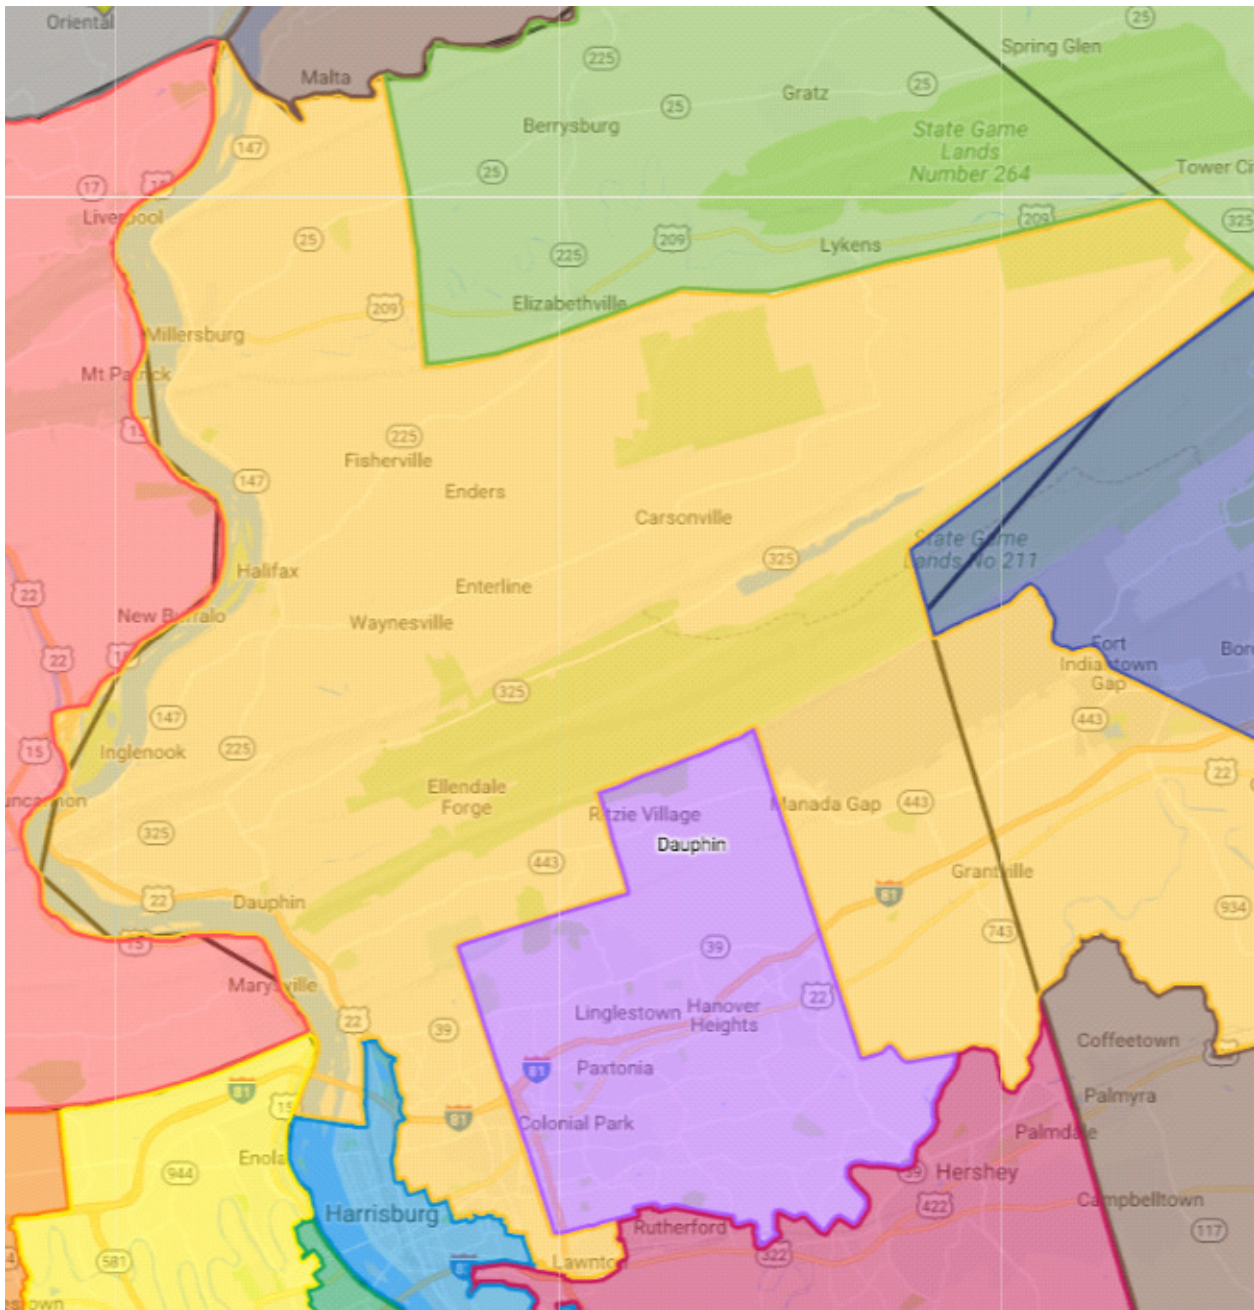 Oriental
25
Spring Glen
225
Malta
25
Gratz
25
Berrysburg
State Game
Lands
Number 264
147
Tower Ci
25
17
15
Liverpool
209
325
25
225
209
Lykens
Elizabethville
209
Millersburg
Mt Patrick
225
Fisherville
147
Enders
Carsonville
State Game
Lands No 211
325
Halifax
Enterline
22
New Buffalo
Waynesville
Fort
Indiantown
Gap
22
325
147
443
15
Inglenook
225
22
Ellendale
Forge
Ritzie Village
Manada Gap
443
325
Dauphin
443
Grantville
22
Dauphin
81
934
15
39
743
Marysville
22
Linglestown
Hanover
Heights
22
39
Coffeetown
81
81
Paxtonia
15
81
Palmyra
Colonial Park
Palmdale
Enola
944
39
Hershey
422
Campbelltown
Harrisburg
Rutherford
117
581
Lawnton
322